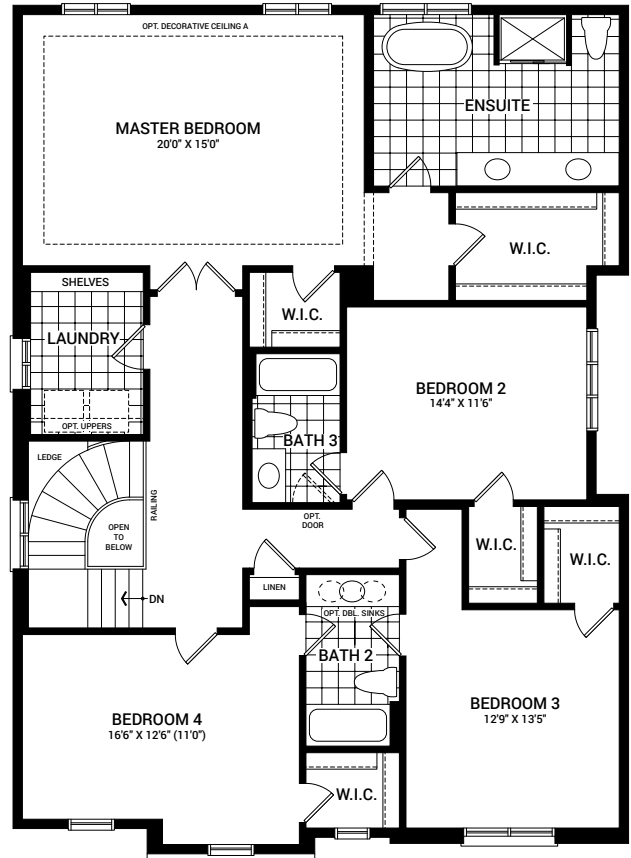 OPT. DECORATIVE CEILING A
MASTER BEDROOM
20'0" X 15'0"
ENSUITE
W.I.C.
SHELVES
W.I.C.
LAUNDRY
OPT. UPPERS
BEDROOM 2
14'4" X 11'6"
BATH 3
LEDGE
RAILING
OPEN
TO
BELOW
OPT.
DOOR
W.I.C.
W.I.C.
LINEN
DN
OPT. DBL. SINKS
BATH 2
BEDROOM 3
12'9" X 13'5"
BEDROOM 4
16'6" X 12'6" (11'0")
W.I.C.